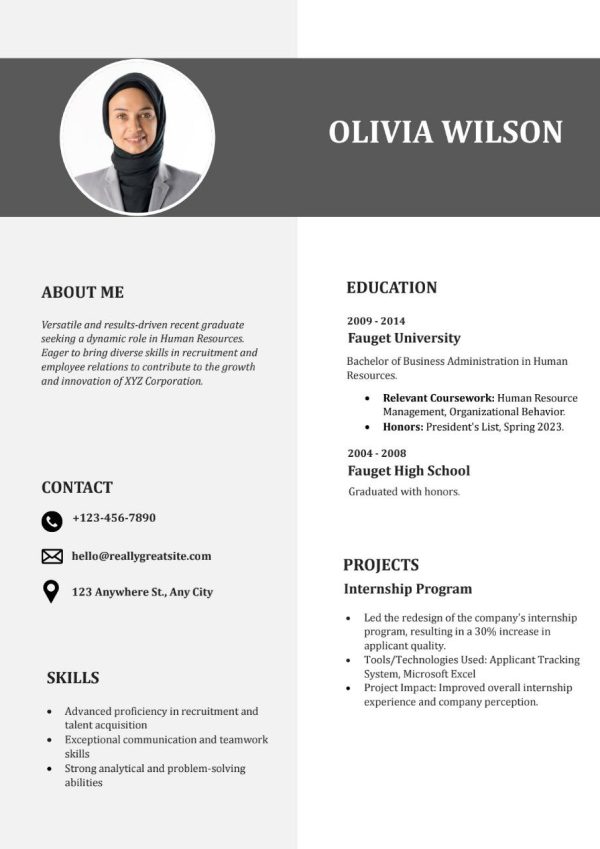 OLIVIA WILSON
ABOUT ME
Versatile and results-driven recent graduate
seeking a dynamic role in Human Resources.
Eager to bring diverse skills in recruitment and
employee relations to contribute to the growth
and innovation of XYZ Corporation.
CONTACT
+123-456-7890
hello@reallygreatsite.com
123 Anywhere St., Any City
SKILLS
• Advanced proficiency in recruitment and
talent acquisition
• Exceptional communication and teamwork
skills
• Strong analytical and problem-solving
abilities
EDUCATION
2009 - 2014
Fauget University
Bachelor of Business Administration in Human
Resources.
• Relevant Coursework: Human Resource
Management, Organizational Behavior.
• Honors: President's List, Spring 2023.
2004 - 2008
Fauget High School
Graduated with honors.
PROJECTS
Internship Program
• Led the redesign of the company's internship
program, resulting in a 30% increase in
applicant quality.
• Tools/Technologies Used: Applicant Tracking
System, Microsoft Excel
• Project Impact: Improved overall internship
experience and company perception.